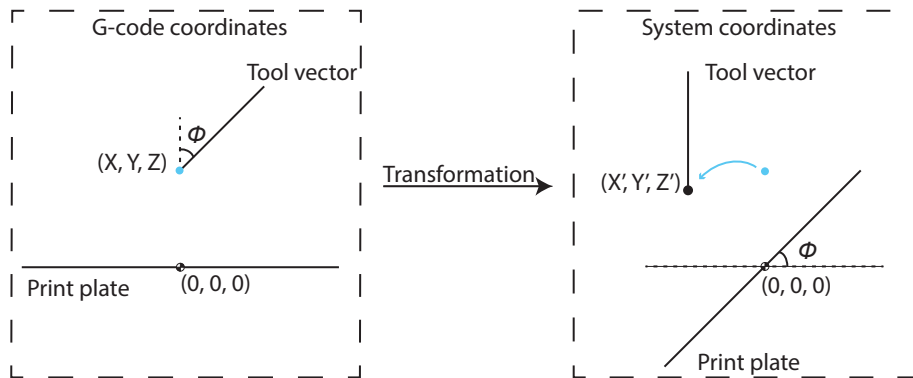 G-code coordinates
Tool vector
Φ
(X, Y, Z)
(0, 0, 0)
Print plate
Transformation
System coordinates
Tool vector
(X', Y', Z')
Φ
(0, 0, 0)
Print plate